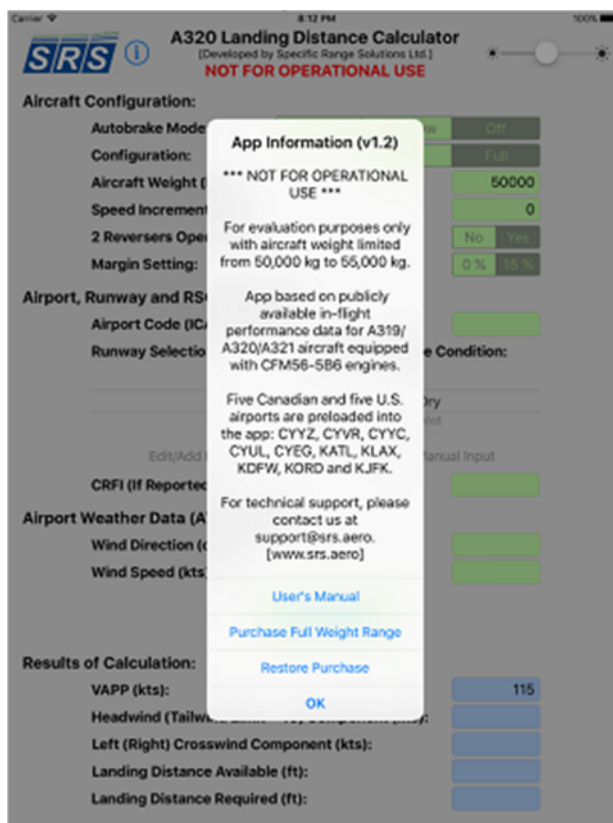 Carrier
8:12 PM
100%
SRS
i
A320 Landing Distance Calculator
[Developed by Specific Range Solutions Ltd.]
NOT FOR OPERATIONAL USE
Aircraft Configuration:
Autobrake Mode
Off
Configuration:
Full
Aircraft Weight (
50000
Speed Increment
0
2 Reversers Ope
No Yes
Margin Setting:
0 % 15 %
Airport, Runway and RS
Airport Code (IC
Runway Selectio
e Condition:
Dry
Wet
Edit/Add
Manual Input
CRFI (If Reported
Airport Weather Data (A
Wind Direction (
Wind Speed (kts)
Results of Calculation:
VAPP (kts):
115
Headwind (Tailwind
Component
Left (Right) Crosswind Component (kts):
Landing Distance Available (ft):
Landing Distance Required (ft):
App Information (v1.2)
*** NOT FOR OPERATIONAL
USE ***
For evaluation purposes only
with aircraft weight limited
from 50,000 kg to 55,000 kg.
App based on publicly
available in-flight
performance data for A319/
A320/A321 aircraft equipped
with CFM56-5B6 engines.
Five Canadian and five U.S.
airports are preloaded into
the app: CYYZ, CYVR, CYYC,
CYUL, CYEG, KATL, KLAX,
KDFW, KORD and KJFK.
For technical support, please
contact us at
support@srs.aero.
[www.srs.aero]
User's Manual
Purchase Full Weight Range
Restore Purchase
OK